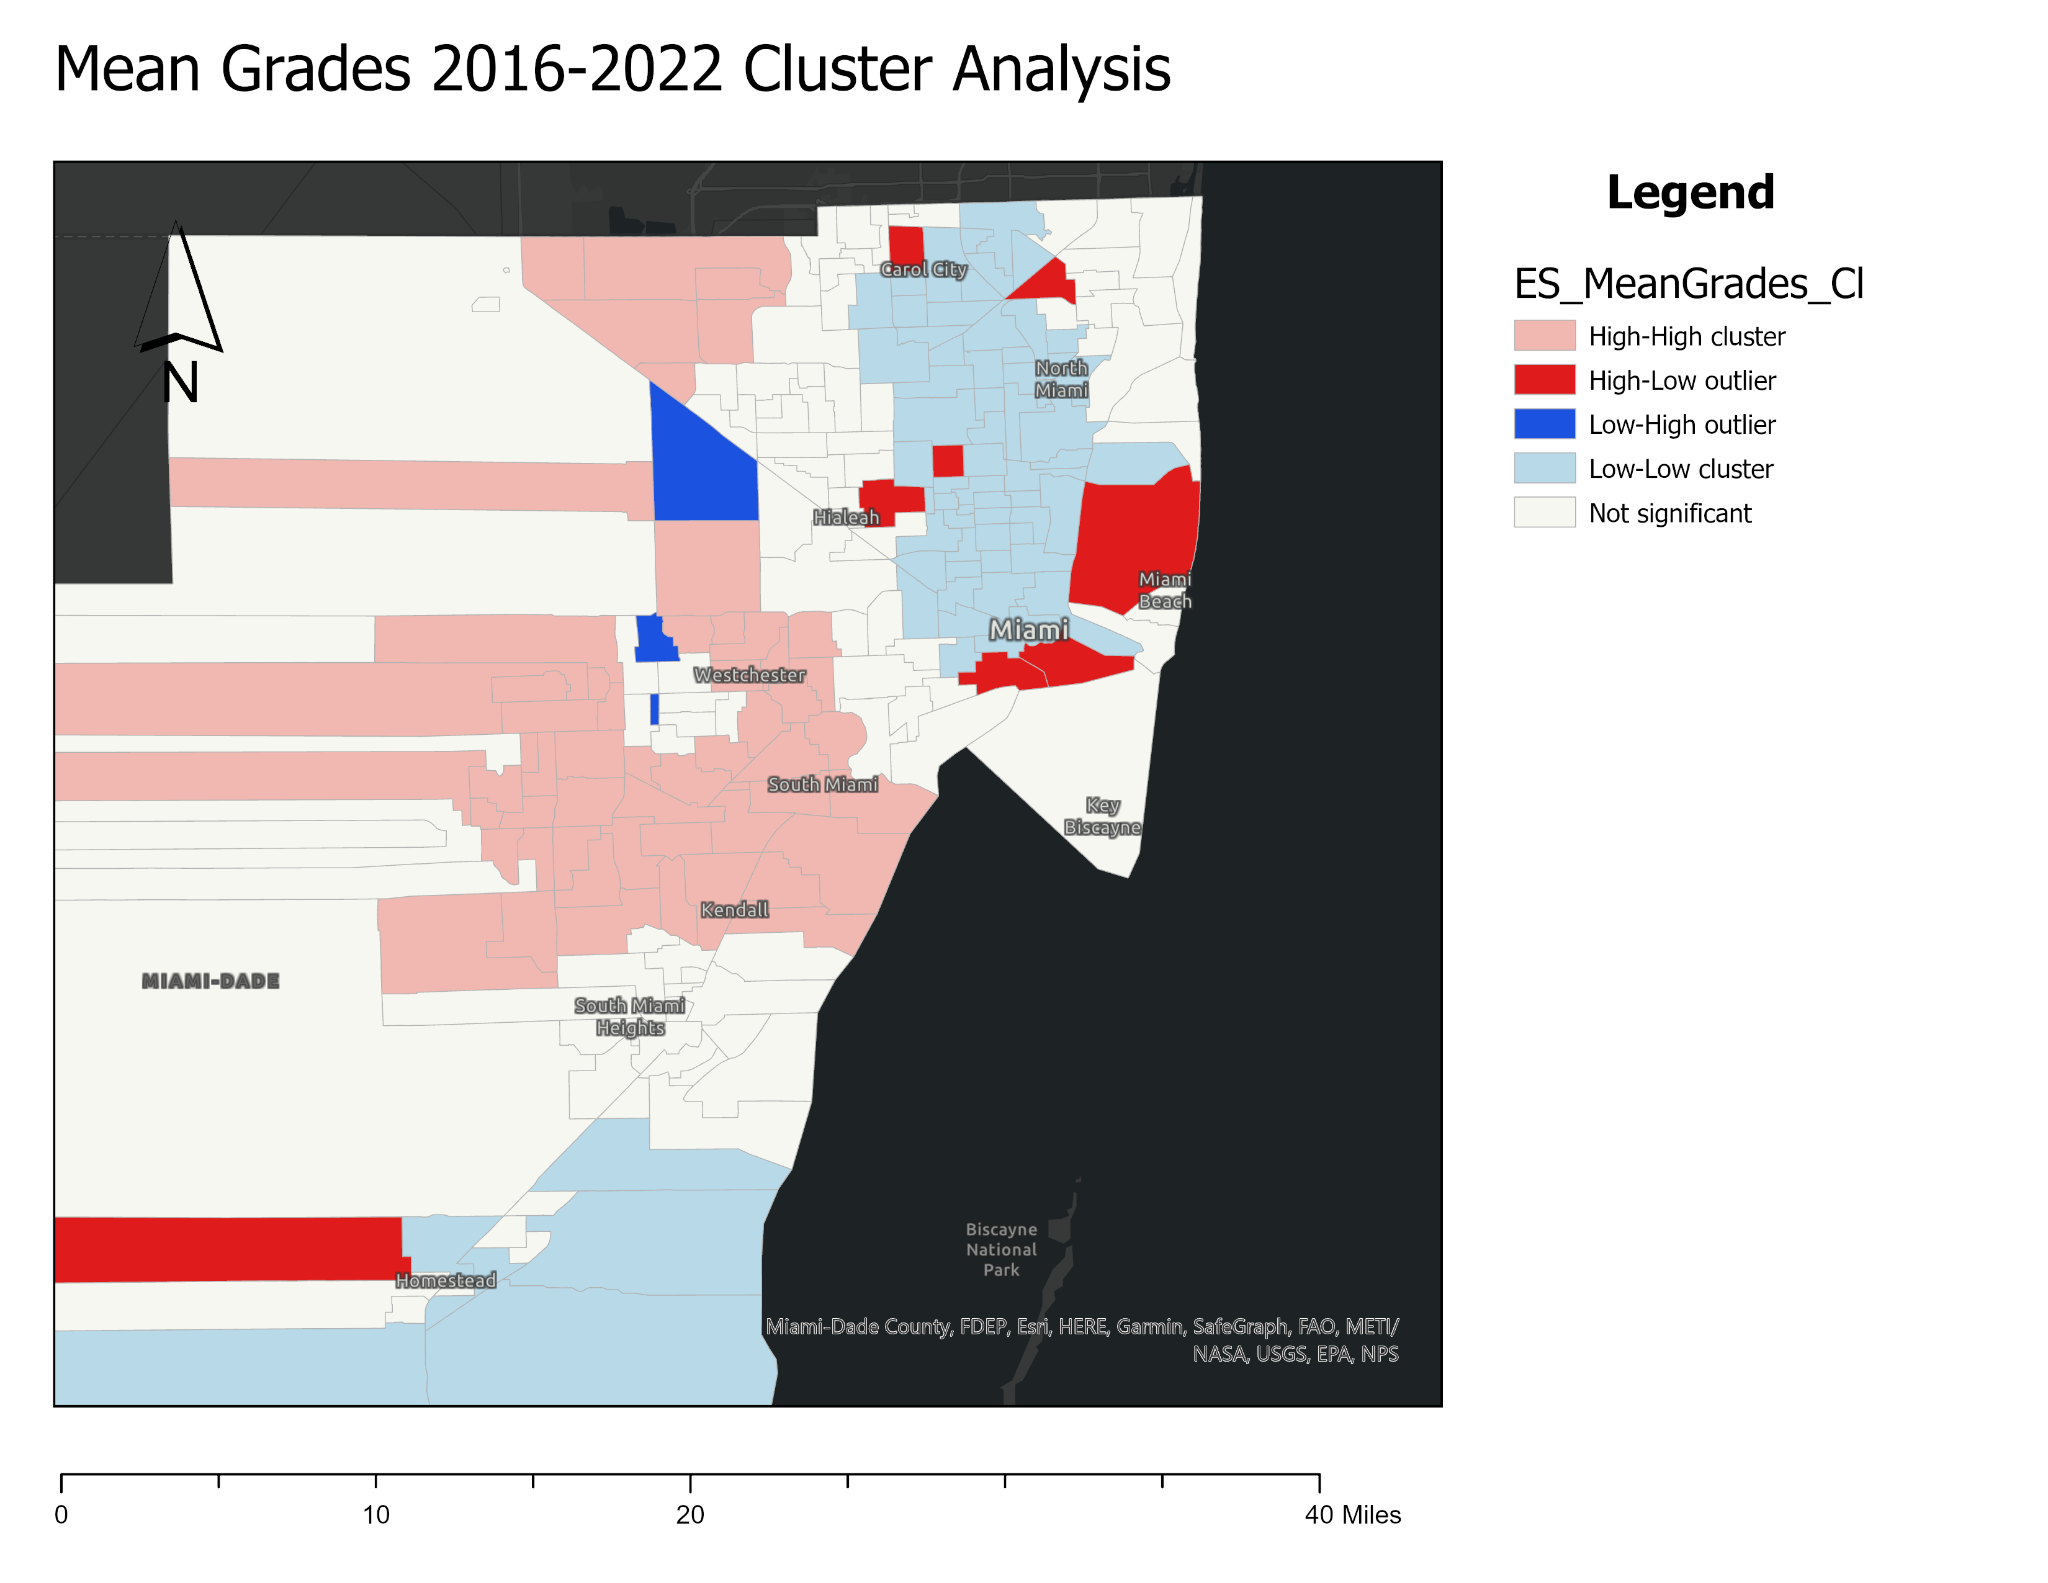 Mean Grades 2016-2022 Cluster Analysis
Legend
ES_MeanGrades_Cl
High-High cluster
High-Low outlier
Low-High outlier
Low-Low cluster
Not significant
N
Carol City
North
Miami
Hialeah
Miami
Beach
Miami
Westchester
South Miami
Key
Biscayne
Kendall
MIAMI-DADE
South Miami
Heights
Biscayne
National
Park
Homestead
Miami-Dade County, FDEP, Esri, HERE, Garmin, SafeGraph, FAO, METI/
NASA, USGS, EPA, NPS
0 10 20 40 Miles